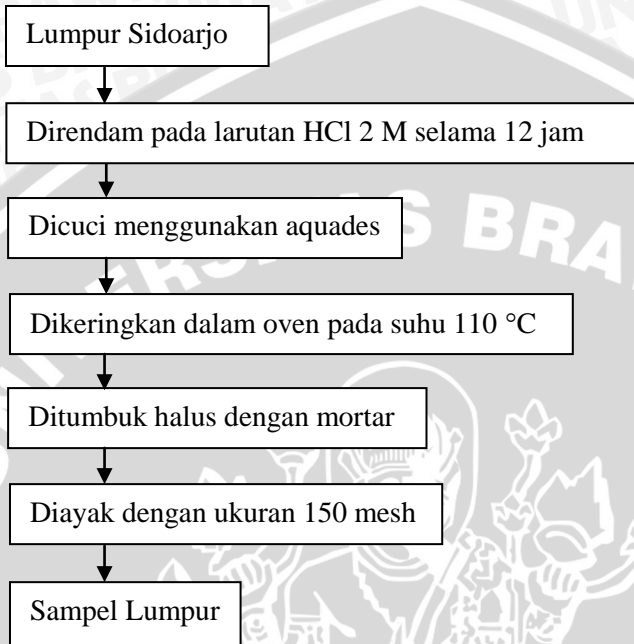 Lumpur Sidoarjo
Direndam pada larutan HCl 2 M selama 12 jam
Dicuci menggunakan aquades
Dikeringkan dalam oven pada suhu 110 °C
Ditumbuk halus dengan mortar
Diayak dengan ukuran 150 mesh
Sampel Lumpur